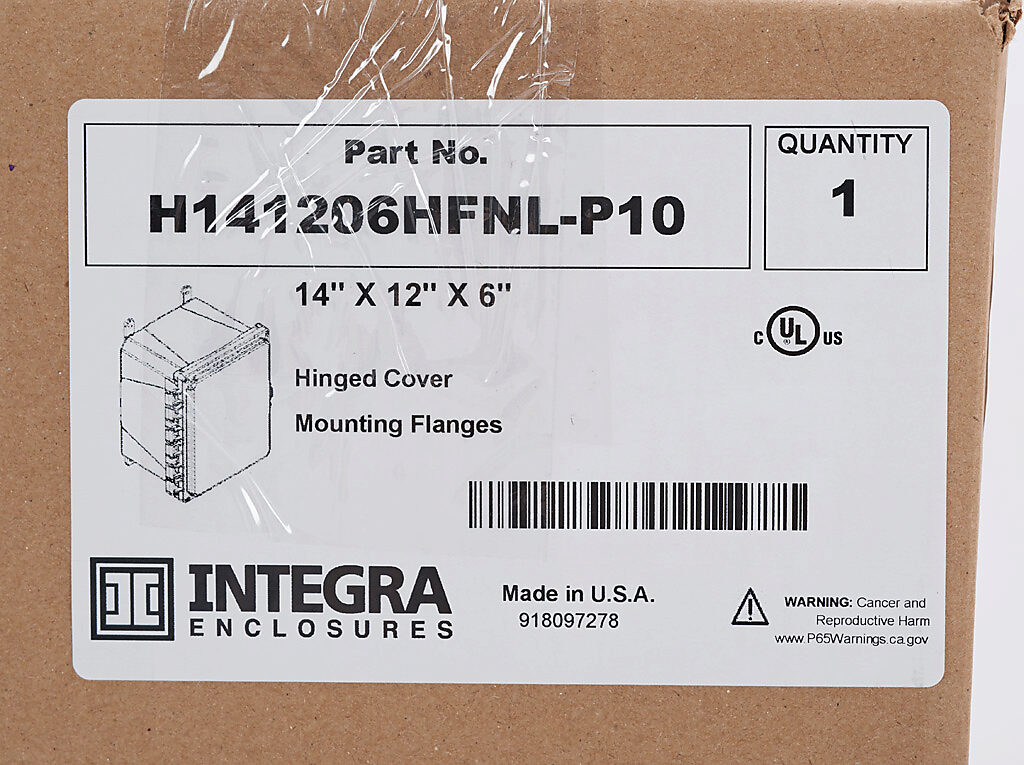 Part No.
H141206HFNL-P10
QUANTITY
1
14" X 12" X 6"
Hinged Cover
Mounting Flanges
C UL ® US
INTEGRA
ENCLOSURES
Made in U.S.A.
918097278
WARNING: Cancer and
Reproductive Harm
www.P65Warnings.ca.gov